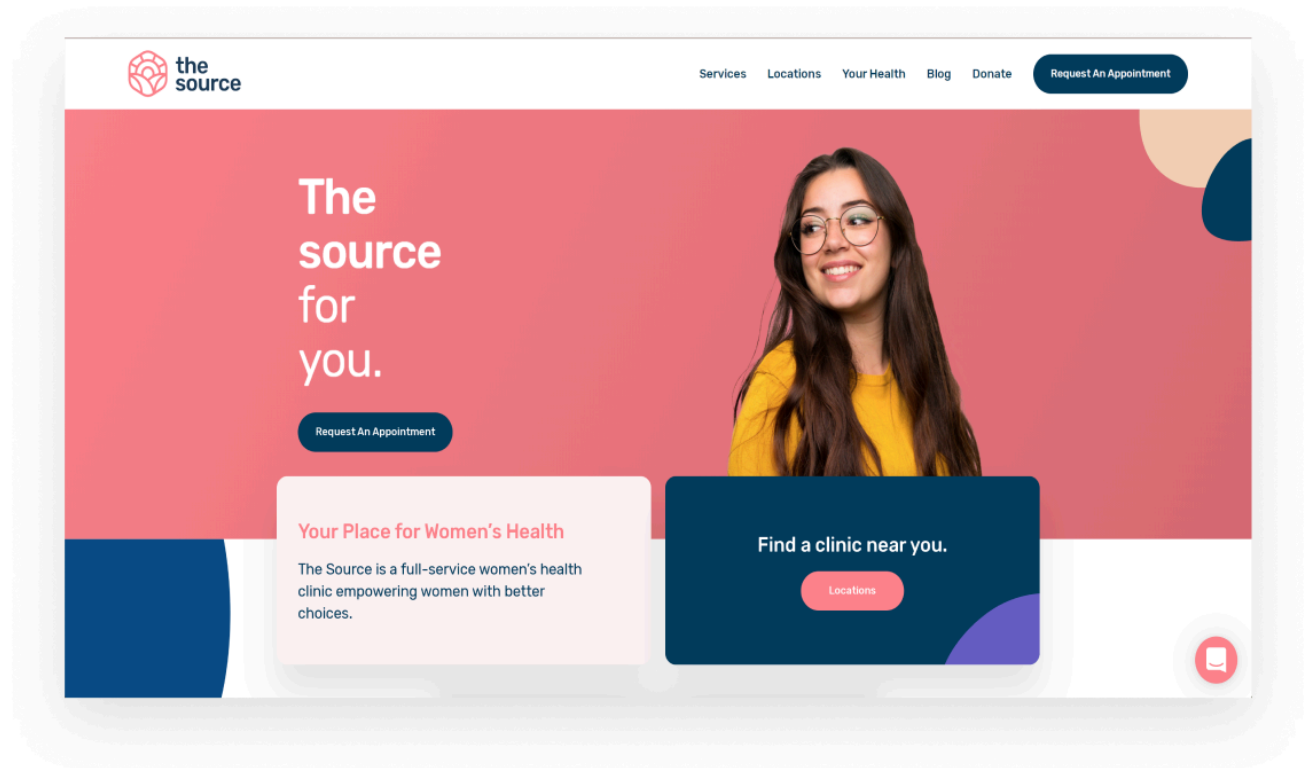 the
source
Services
Locations
Your Health
Blog
Donate
Request An Appointment
The
source
for
you.
Request An Appointment
Your Place for Women's Health
The Source is a full-service women's health
clinic empowering women with better
choices.
Find a clinic near you.
Locations